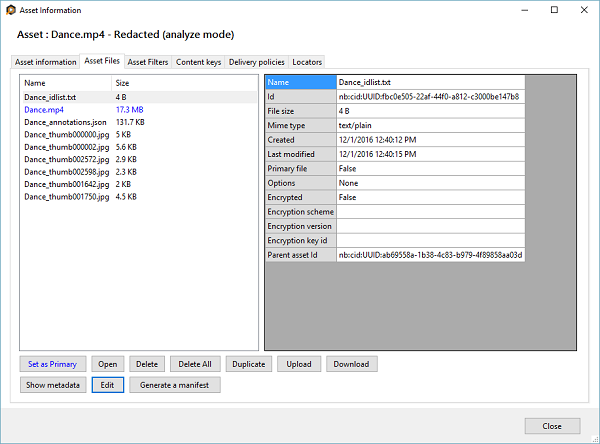 Asset Information
Asset : Dance.mp4 - Redacted (analyze mode)
Asset information Asset Files Asset Filters Content keys Delivery policies Locators
Name Size
Dance_idlist.txt 4 B
Dance.mp4 17.3 MB
Dance_annotations.json 131.7 KB
Dance_thumb000000.jpg 5 KB
Dance_thumb000002.jpg 5.6 KB
Dance_thumb002572.jpg 2.9 KB
Dance_thumb002598.jpg 2.3 KB
Dance_thumb001642.jpg 2 KB
Dance_thumb001750.jpg 4.5 KB
Name Dance_idlist.txt
Id nb:cid:UUID:fbc0e505-22af-44f0-a812-c3000be147b8
File size 4 B
Mime type text/plain
Created 12/1/2016 12:40:12 PM
Last modified 12/1/2016 12:40:15 PM
Primary file False
Options None
Encrypted False
Encryption scheme
Encryption version
Encryption key id
Parent asset Id nb:cid:UUID:ab69558a-1b38-4c83-b979-4f89858aa03d
Set as Primary Open Delete Delete All Duplicate Upload Download
Show metadata Edit Generate a manifest
Close